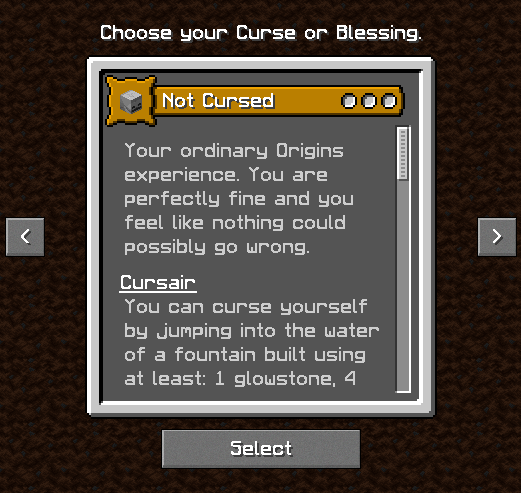 Choose your Curse or Blessing.
Not Cursed
Your ordinary Origins
experience. You are
perfectly fine and you
feel like nothing could
possibly go wrong.
Cursair
You can curse yourself
by jumping into the water
of a fountain built using
at least: 1 glowstone, 4
<
>
Select